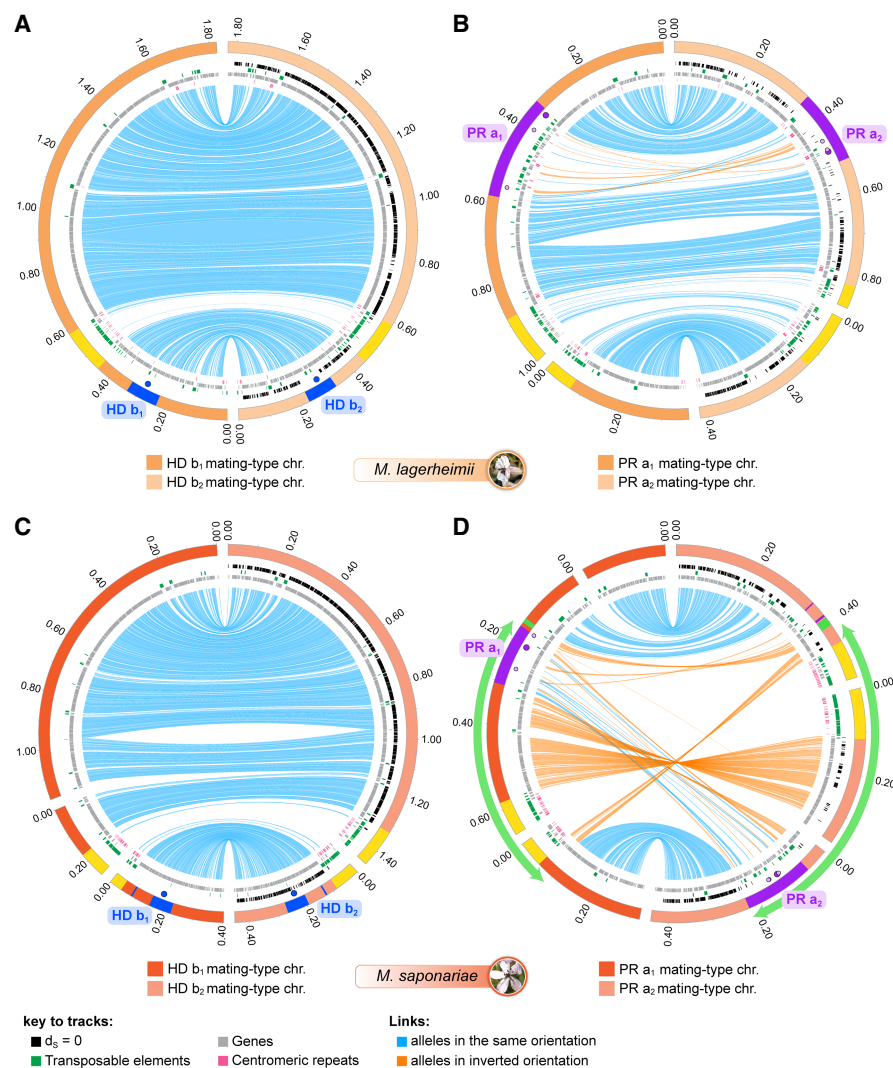 A
1.80
1.80
1.60
1.60
1.40
1.40
1.20
1.20
1.00
1.00
0.80
0.80
0.60
0.60
0.40
0.40
HD b1
HD b2
0.20
0.20
0.00
0.00
HD b1 mating-type chr.
HD b2 mating-type chr.
B
0.00
0.00
0.20
0.20
0.40
0.40
PR a1
PR a2
0.60
0.60
0.80
0.80
1.00
0.00
0.00
0.20
0.20
0.40
PR a1 mating-type chr.
PR a2 mating-type chr.
M. lagerheimii
C
0.00
0.00
0.20
0.20
0.40
0.40
0.60
0.60
0.80
0.80
1.00
1.00
0.00
1.20
0.20
1.40
0.00
0.00
HD b1
HD b2
0.20
0.20
0.40
0.40
HD b1 mating-type chr.
HD b2 mating-type chr.
D
0.00
0.00
0.00
0.20
0.20
0.40
PR a1
0.00
0.40
0.20
0.60
0.00
0.00
PR a2
0.20
0.20
0.40
PR a1 mating-type chr.
PR a2 mating-type chr.
M. saponariae
key to tracks:
dS = 0
Genes
Transposable elements
Centromeric repeats
Links:
alleles in the same orientation
alleles in inverted orientation